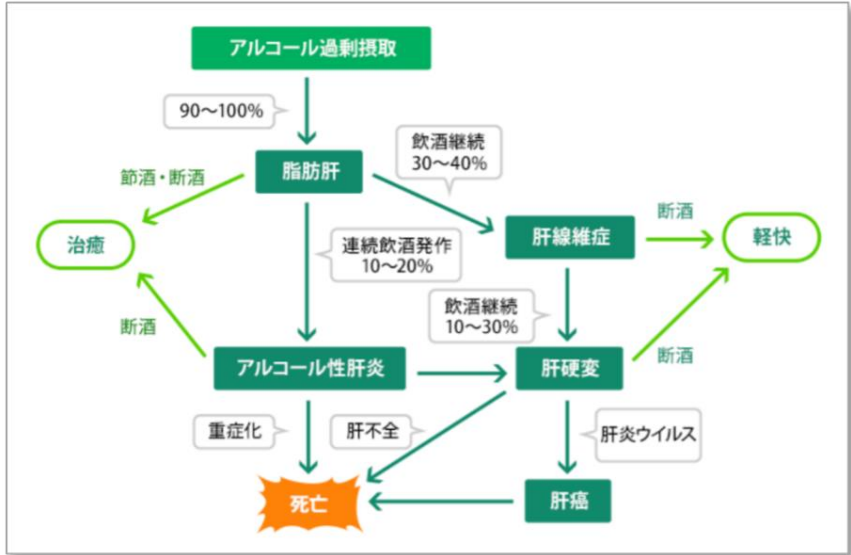 アルコール過剰摂取
90～100%
飲酒継続
30～40%
節酒・断酒
脂肪肝
断酒
治癒
連続飲酒発作
10～20%
肝線維症
軽快
飲酒継続
10～30%
断酒
アルコール性肝炎
肝硬変
断酒
重症化
肝不全
肝炎ウイルス
死亡
肝癌